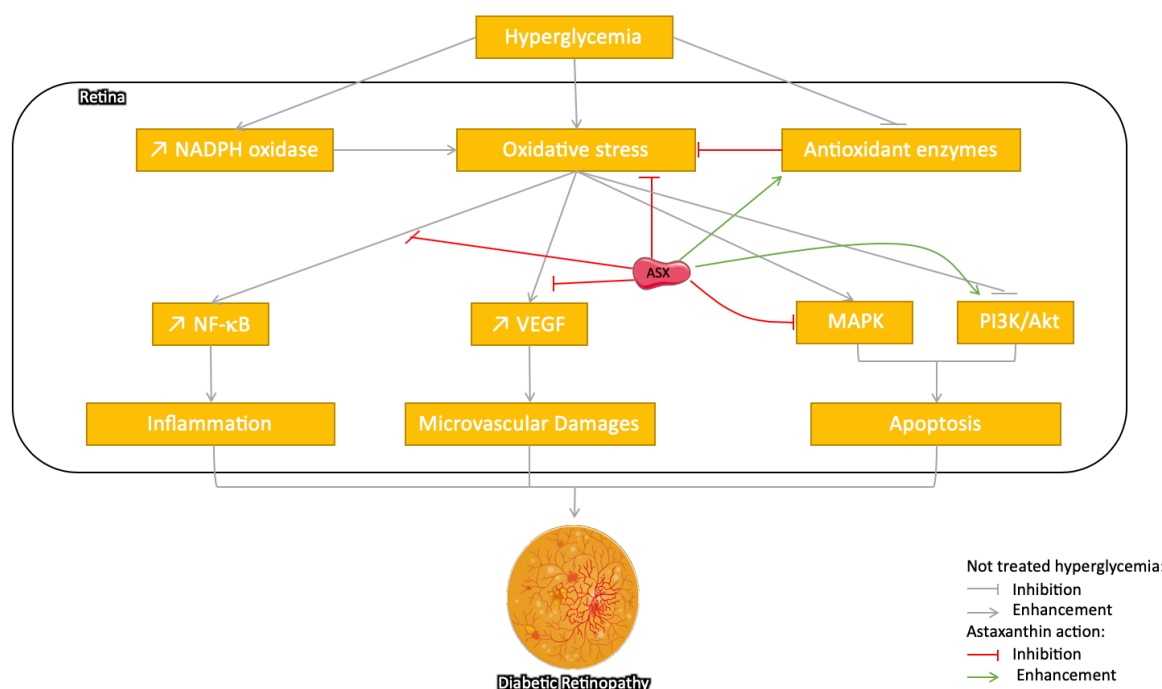 Hyperglycemia
Retina
↗ NADPH oxidase
Oxidative stress
Antioxidant enzymes
ASX
↗ NF-κB
↗ VEGF
MAPK
PI3K/Akt
Inflammation
Microvascular Damages
Apoptosis
Diabetic Retinopathy
Not treated hyperglycemia:
Inhibition
Enhancement
Astaxanthin action:
Inhibition
Enhancement